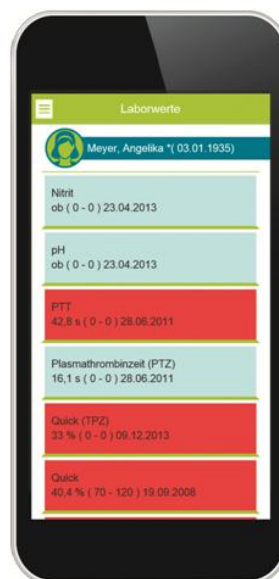 Laborwerte
Meyer, Angelika *( 03.01.1935)
Nitrit
ob ( 0 - 0 ) 23.04.2013
pH
ob ( 0 - 0 ) 23.04.2013
PTT
42,8 s ( 0 - 0 ) 28.06.2011
Plasmathrombinzeit (PTZ)
16,1 s ( 0 - 0 ) 28.06.2011
Quick (TPZ)
33 % ( 0 - 0 ) 09.12.2013
Quick
40,4 % ( 70 - 120 ) 19.09.2008